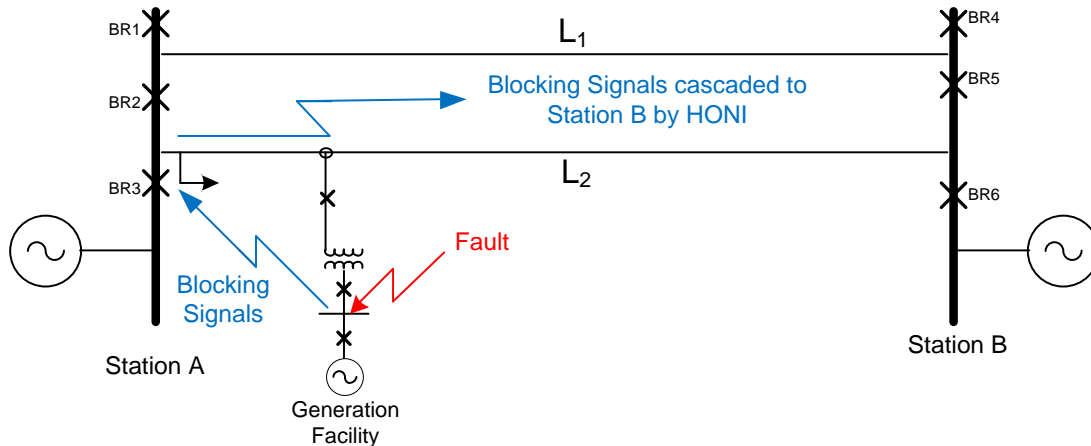 BR1
BR4
L1
BR5
Blocking Signals cascaded to
Station B by HONI
BR2
L2
BR3
BR6
Fault
Blocking
Signals
Station A
Station B
Generation
Facility